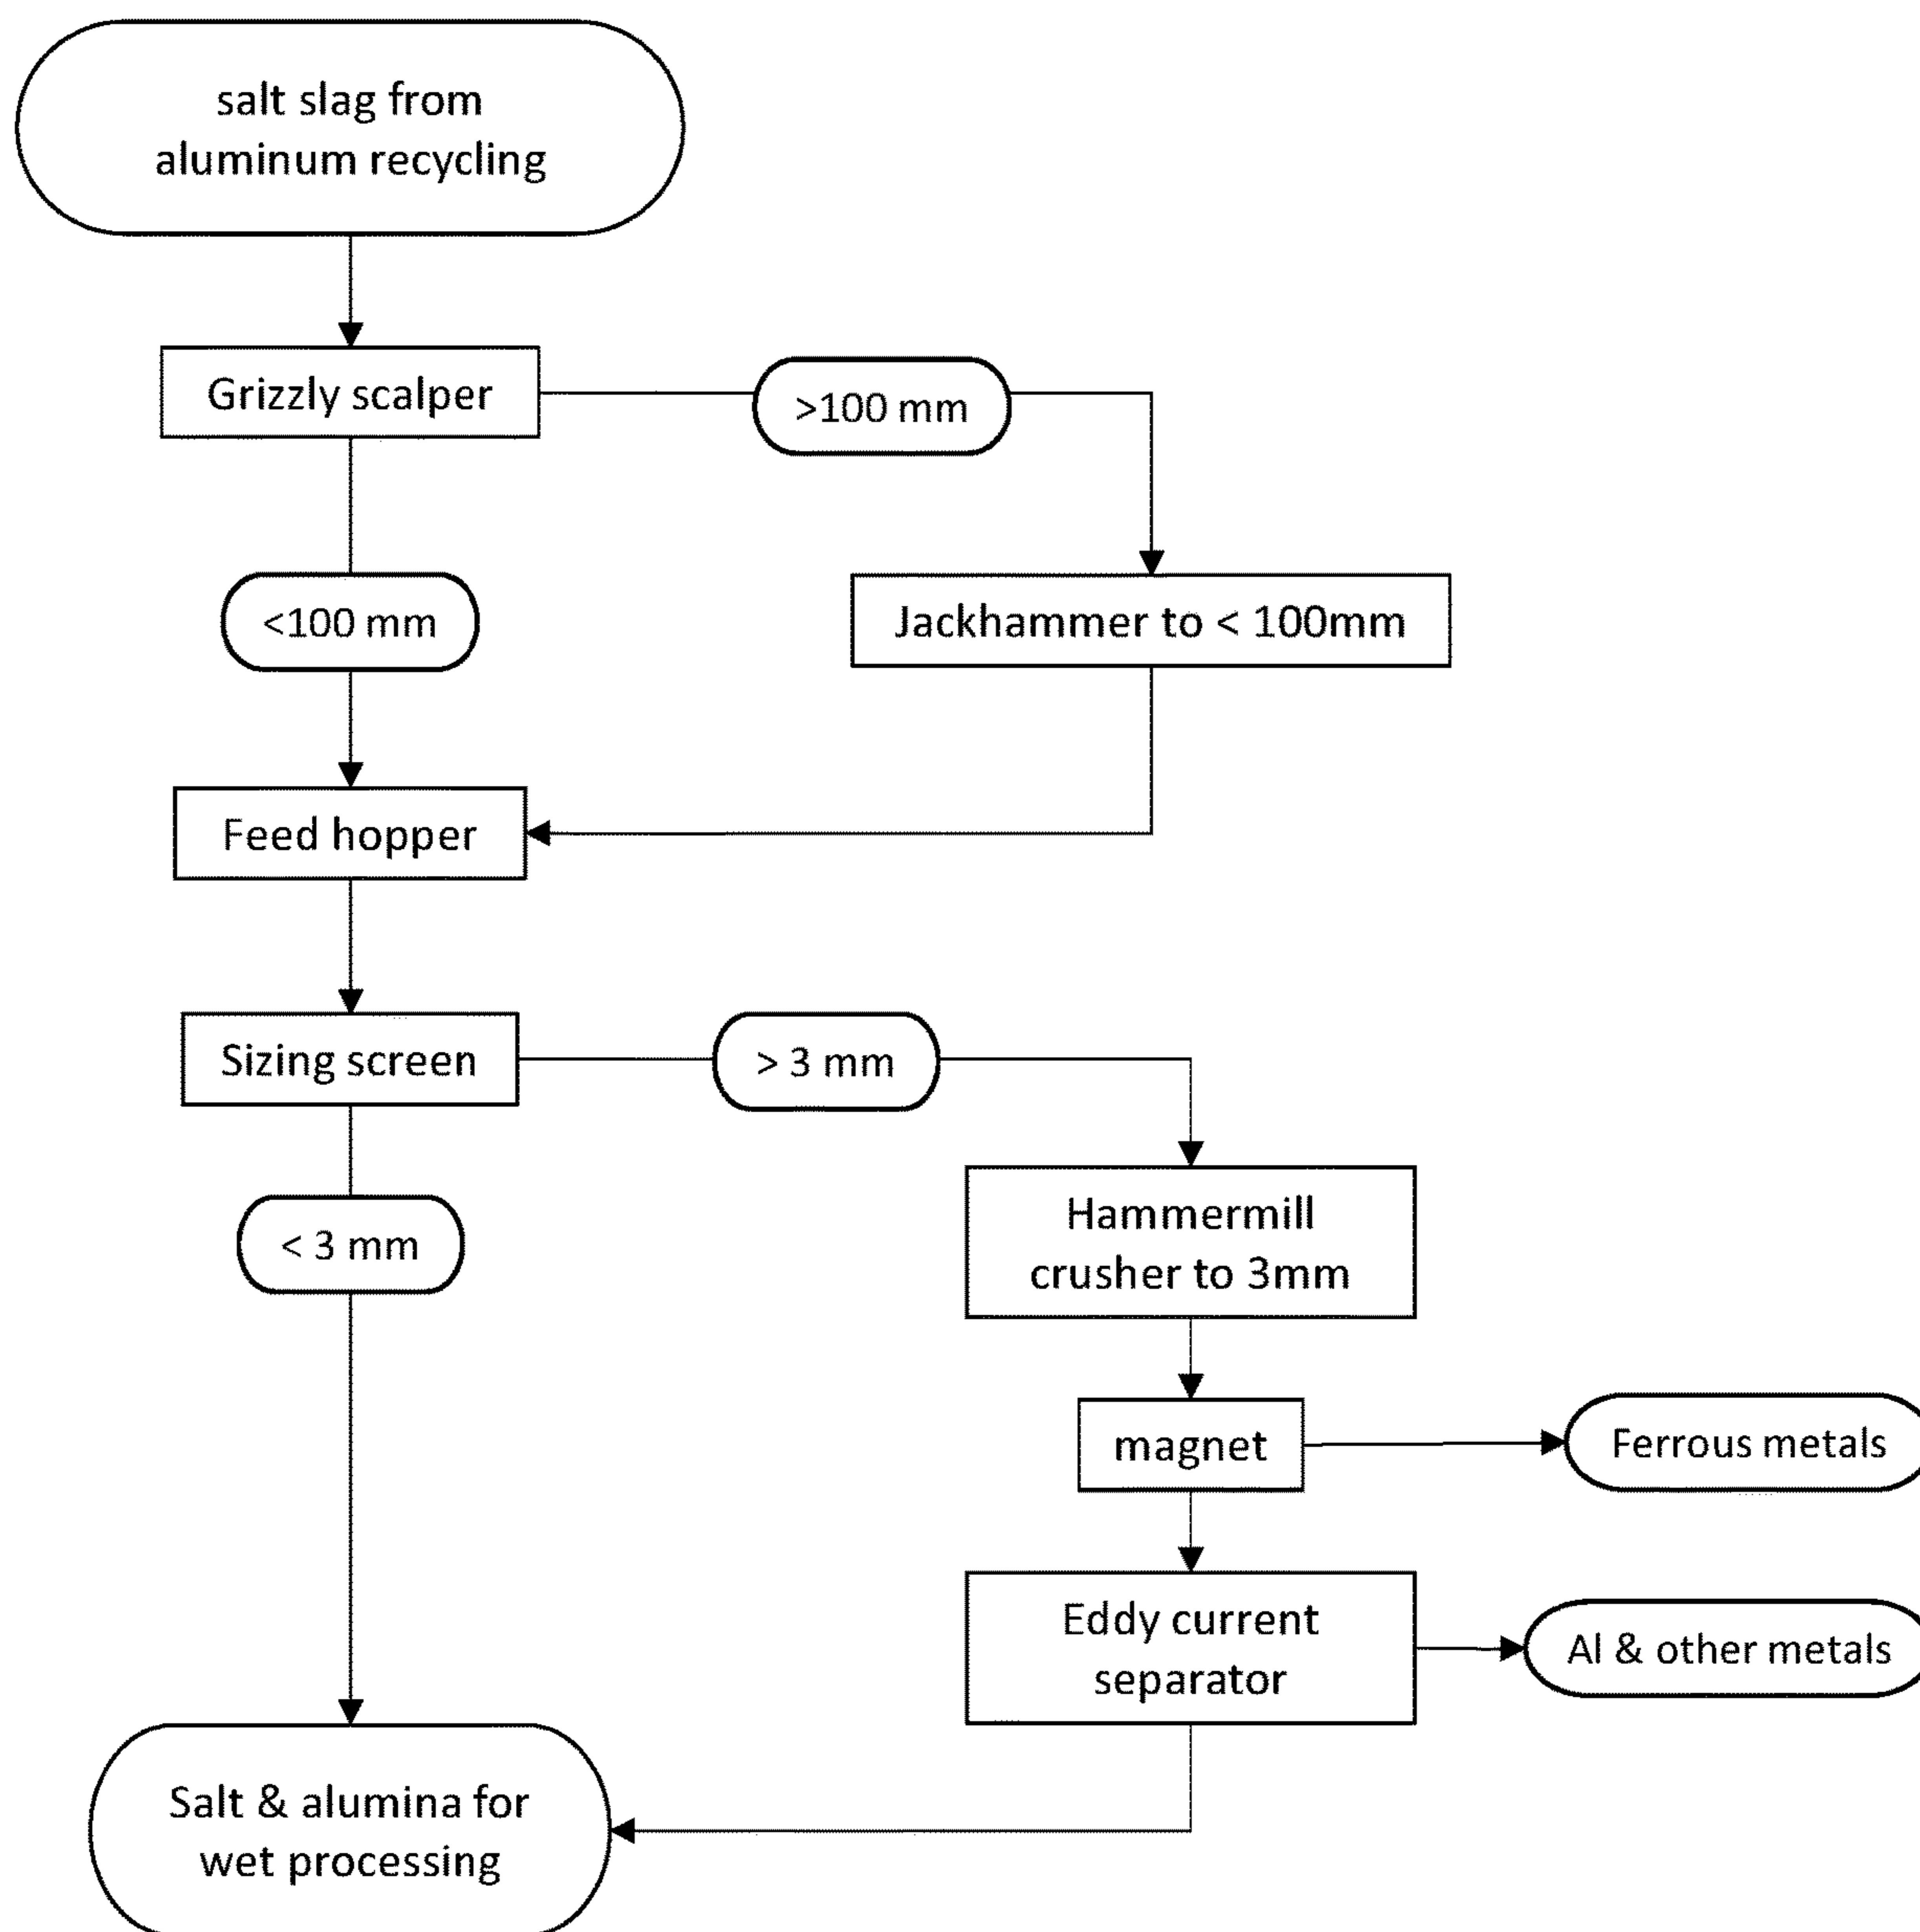 salt slag from
aluminum recycling
Grizzly scalper
>100 mm
<100 mm
Jackhammer to < 100mm
Feed hopper
Sizing screen
> 3 mm
< 3 mm
Hammermill
crusher to 3mm
magnet
Ferrous metals
Eddy current
separator
Al & other metals
Salt & alumina for
wet processing